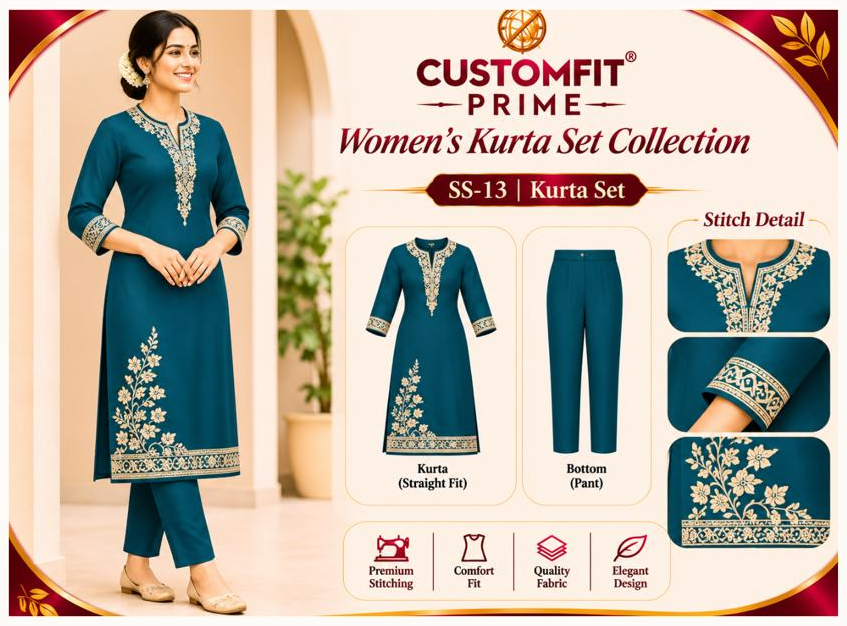 CUSTOMFIT®
PRIME
Women's Kurta Set Collection
SS-13 | Kurta Set
Stitch Detail
Kurta
(Straight Fit)
Bottom
(Pant)
Premium
Stitching
Comfort
Fit
Quality
Fabric
Elegant
Design